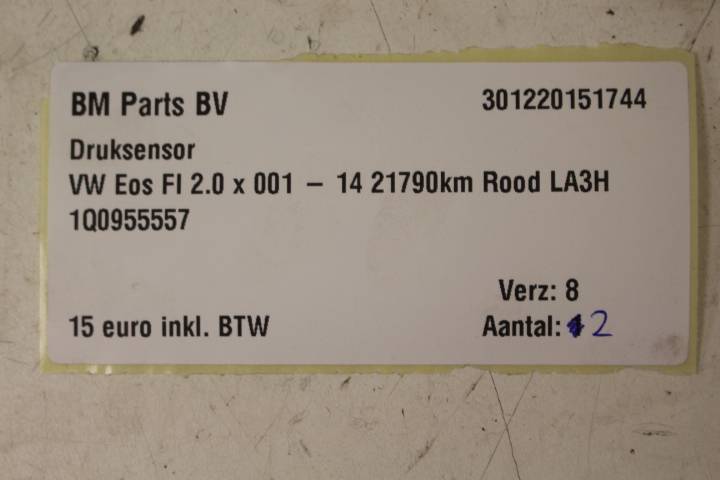 BM Parts BV 301220151744
Druksensor
VW Eos Fl 2.0 x 001 – 14 21790km Rood LA3H
1Q0955557
Verz: 8
15 euro inkl. BTW Aantal: 2